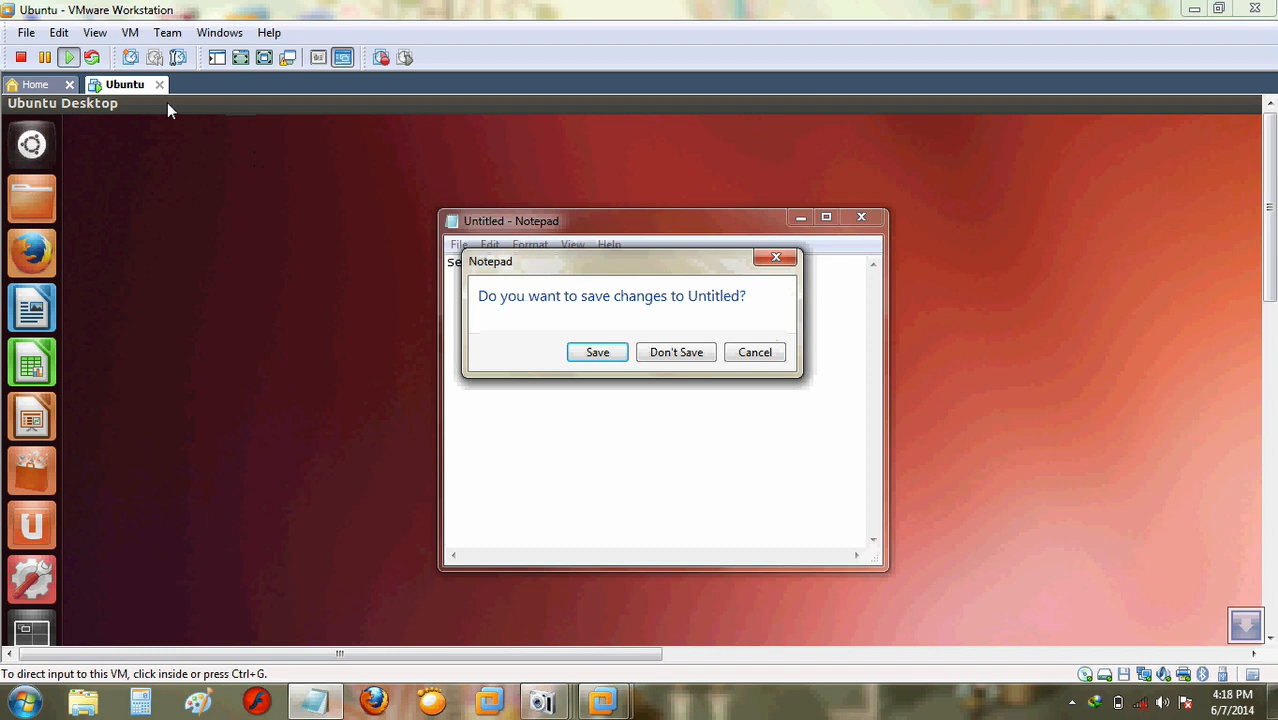 Ubuntu - VMware Workstation
File Edit View VM Team Windows Help
Home Ubuntu
Ubuntu Desktop
Untitled - Notepad
File Edit Format View Help
Se
Notepad
Do you want to save changes to Untitled?
Save Don't Save Cancel
To direct input to this VM, click inside or press Ctrl+G.
4:18 PM
6/7/2014